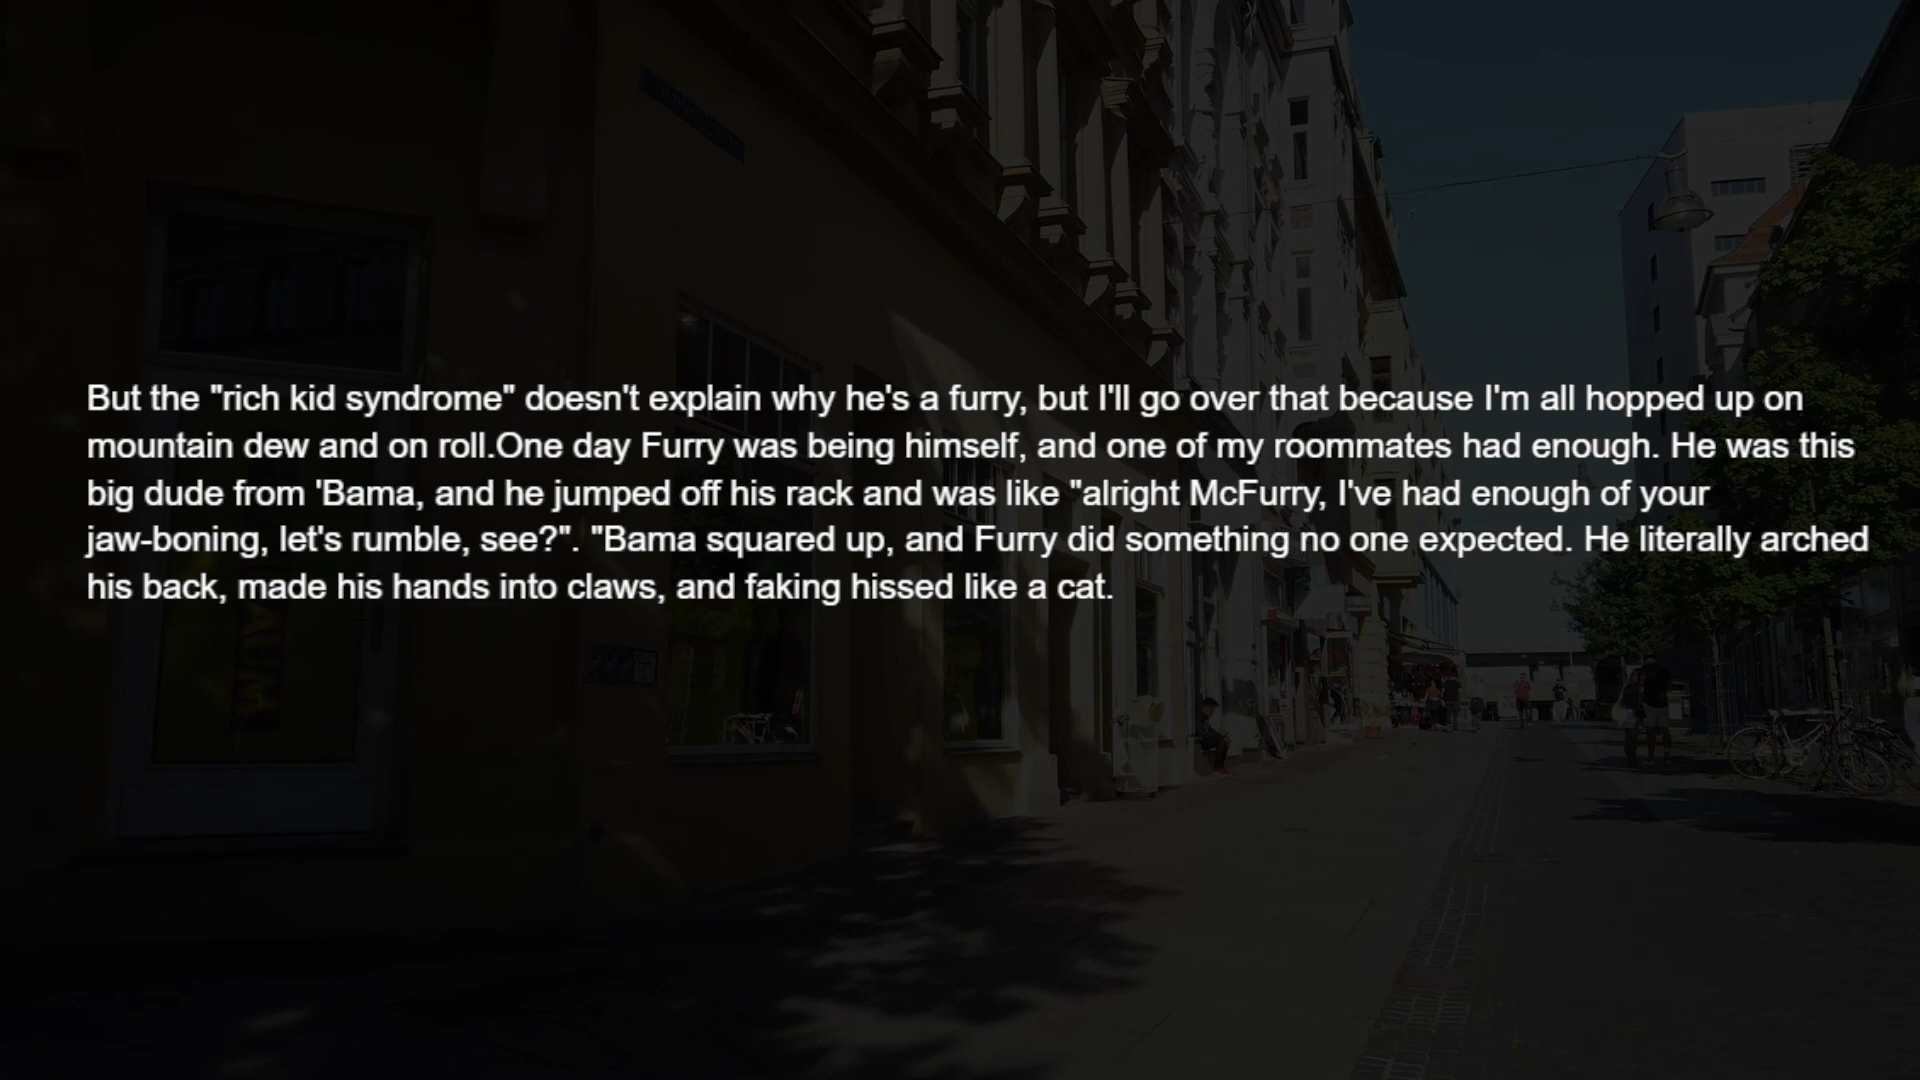 But the "rich kid syndrome" doesn't explain why he's a furry, but I'll go over that because I'm all hopped up on
mountain dew and on roll.One day Furry was being himself, and one of my roommates had enough. He was this
big dude from 'Bama, and he jumped off his rack and was like "alright McFurry, I've had enough of your
jaw-boning, let's rumble, see?". "Bama squared up, and Furry did something no one expected. He literally arched
his back, made his hands into claws, and faking hissed like a cat.